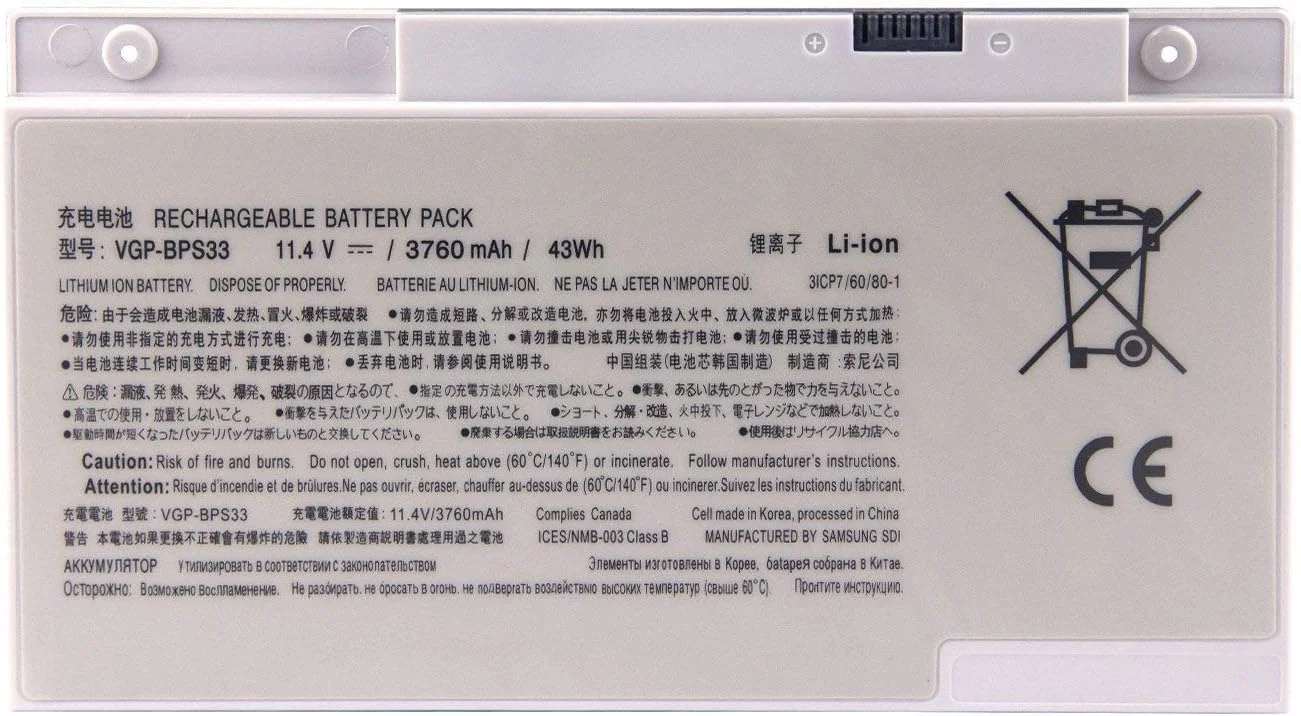 充电电池 RECHARGEABLE BATTERY PACK
型号: VGP-BPS33 11.4 V ⎓ / 3760 mAh / 43Wh 锂离子 Li-ion
LITHIUM ION BATTERY. DISPOSE OF PROPERLY. BATTERIE AU LITHIUM-ION. NE PAS LA JETER N'IMPORTE OÙ. 3ICP7/60/80-1
危险: 由于会造成电池漏液、发热、冒火、爆炸或破裂 ●请勿造成短路、分解或改造电池, 亦勿将电池投入火中、放入微波炉或以任何方式加热;
●请勿使用非指定的充电方式进行充电; ●请勿在高温下使用或放置电池; ●请勿撞击电池或用尖锐物击打电池; ●请勿使用受过撞击的电池;
●当电池连续工作时间变短时, 请更换新电池; ●丢弃电池时, 请参阅使用说明书。 中国组装(电池芯韩国制造) 制造商 :索尼公司
⚠ 危険 : 漏液、発 熱、発火、爆発、破裂の原因となるので、 ●指定の充電方法以外で充電しないこと。 ●衝撃、あるいは先のとがった物で力を与えないこと。
●高温での使用・放置をしないこと。 ●衝撃を与えたバッテリパックは、使用しないこと。 ●ショート、分解・改造、火中投下、電子レンジなどで加熱しないこと。
●駆動時間が短くなったバッテリパックは新しいものと交換してください。 ●廃棄する場合は取扱説明書をお読みください。 ●使用後はリサイクル協力店へ。
Caution: Risk of fire and burns. Do not open, crush, heat above (60°C/140°F) or incinerate. Follow manufacturer's instructions.
Attention: Risque d'incendie et de brûlures.Ne pas ouvrir, écraser, chauffer au-dessus de (60°C/140°F) ou incinerer.Suivez les instructions du fabricant.
充電電池 型號 : VGP-BPS33 充電電池額定值 : 11.4V/3760mAh Complies Canada Cell made in Korea, processed in China
警告 本電池如果更換不正確會有爆炸的危險 請依製造商說明書處理用過之電池 ICES/NMB-003 Class B MANUFACTURED BY SAMSUNG SDI
АККУМУЛЯТОР Утилизировать в соответствии с законодательством Элементы изготовлены в Корее, батарея собрана в Китае.
Осторожно: Возможено Восплаmенение. Не разбирать. не бросать в огонь. не подвергать возdействию высоких температур (свыше 60°C) Пропtите инструкцию.
CE